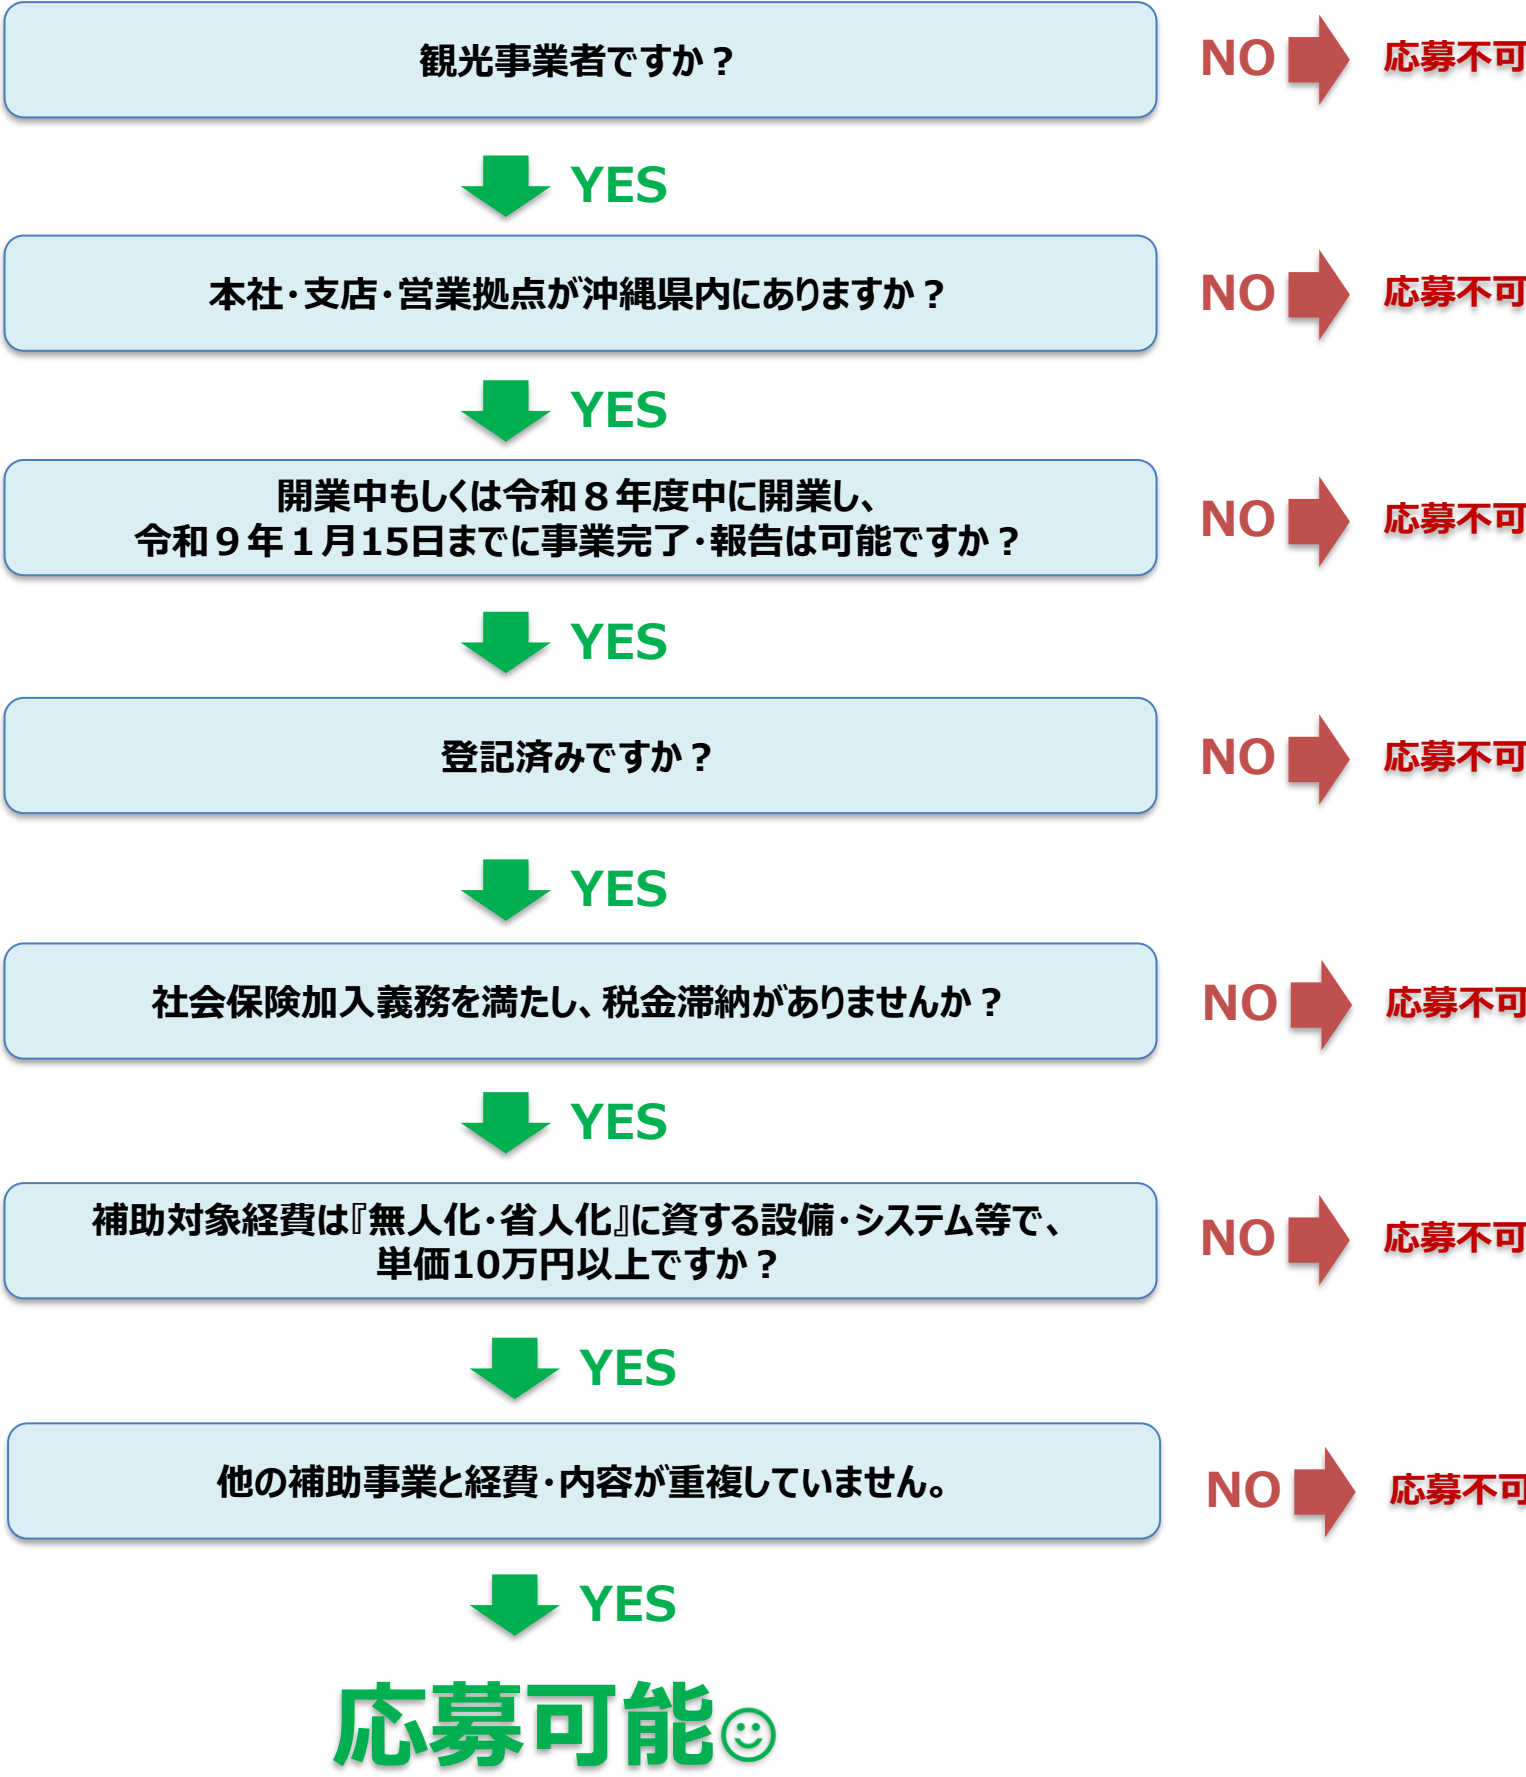 観光事業者ですか？
NO
応募不可
YES
本社・支店・営業拠点が沖縄県内にありますか？
NO
応募不可
YES
開業中もしくは令和８年度中に開業し、
令和９年１月15日までに事業完了・報告は可能ですか？
NO
応募不可
YES
登記済みですか？
NO
応募不可
YES
社会保険加入義務を満たし、税金滞納がありませんか？
NO
応募不可
YES
補助対象経費は『無人化・省人化』に資する設備・システム等で、
単価10万円以上ですか？
NO
応募不可
YES
他の補助事業と経費・内容が重複していません。
NO
応募不可
YES
応募可能☺